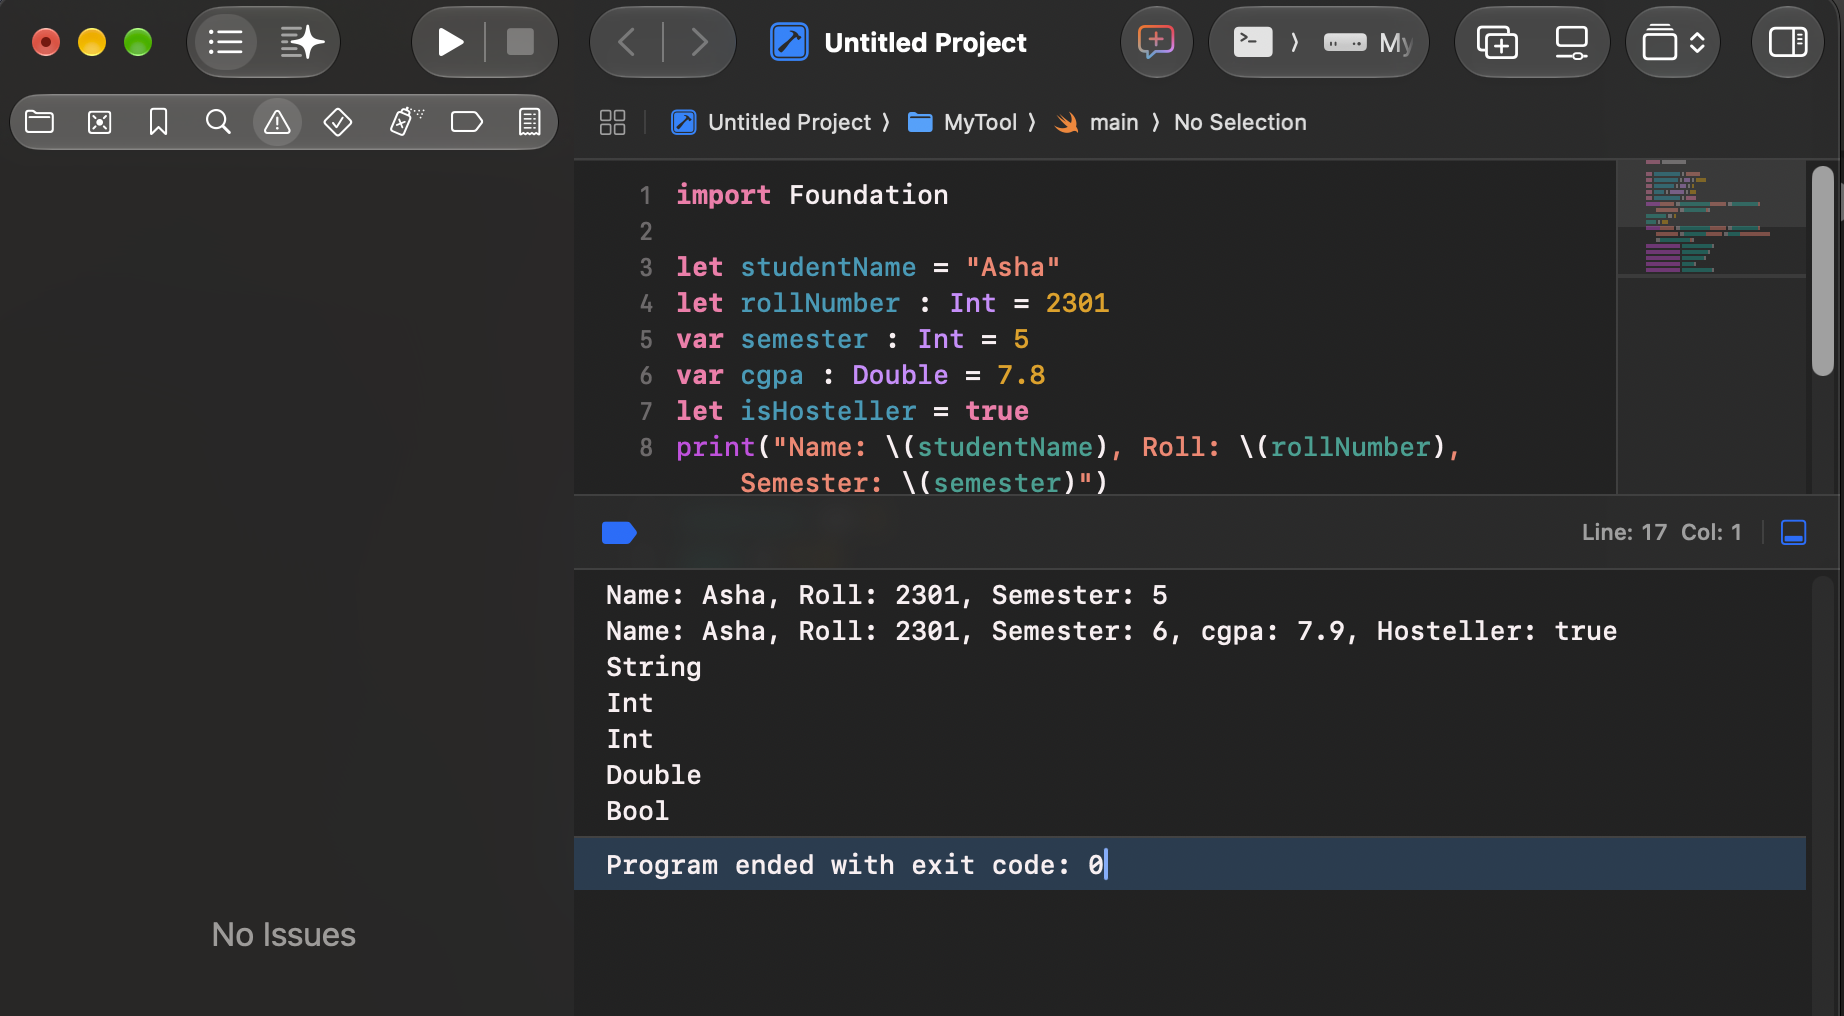 Untitled Project
My
Untitled Project 〉 MyTool 〉 main 〉 No Selection
1 import Foundation
2
3 let studentName = "Asha"
4 let rollNumber : Int = 2301
5 var semester : Int = 5
6 var cgpa : Double = 7.8
7 let isHosteller = true
8 print("Name: \(studentName), Roll: \(rollNumber),
Semester: \(semester)")
Line: 17 Col: 1
Name: Asha, Roll: 2301, Semester: 5
Name: Asha, Roll: 2301, Semester: 6, cgpa: 7.9, Hosteller: true
String
Int
Int
Double
Bool
Program ended with exit code: 0
No Issues